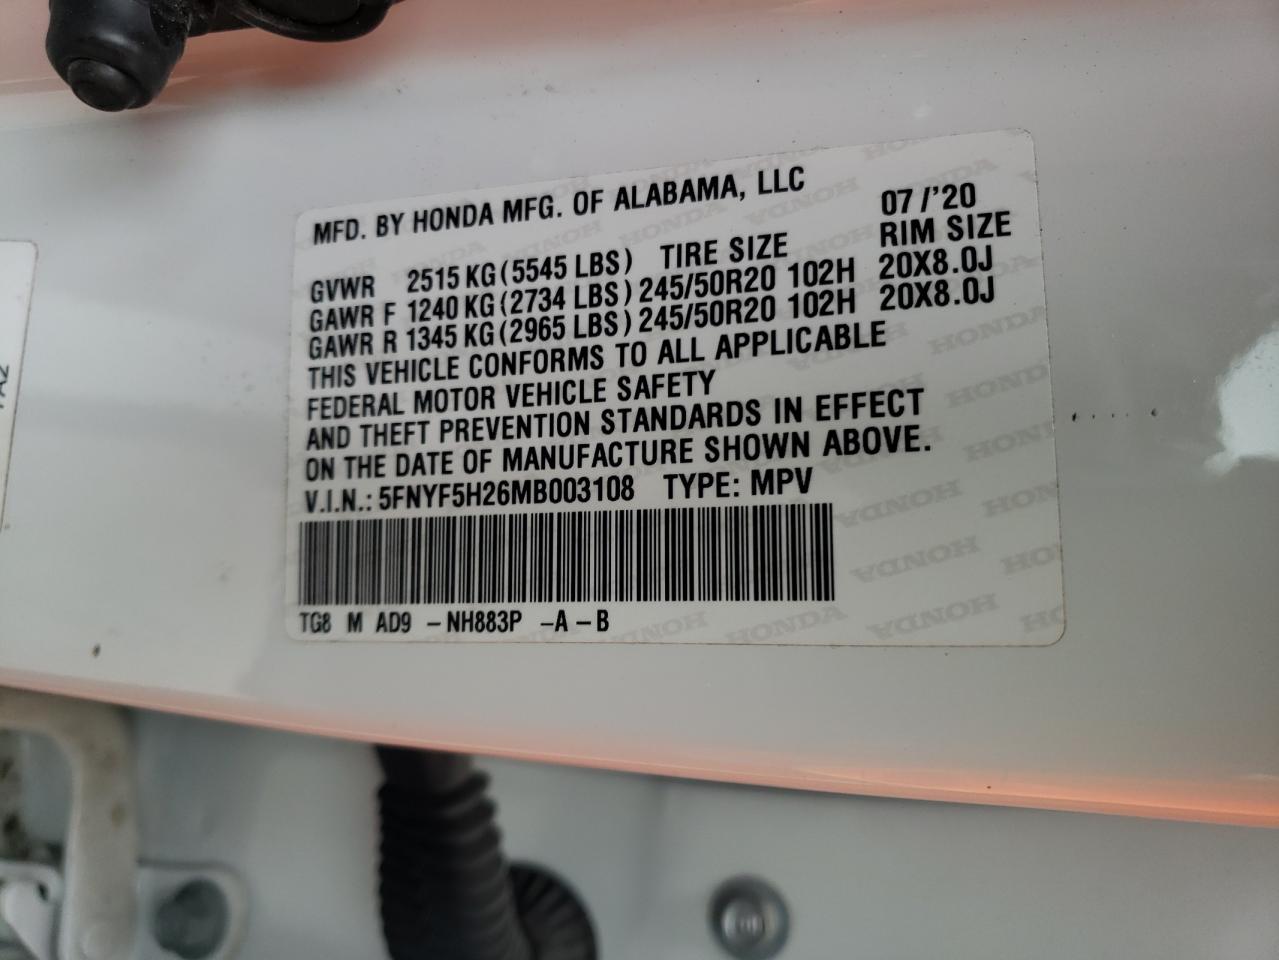 MFD. BY HONDA MFG. OF ALABAMA, LLC 07/'20
GVWR 2515 KG (5545 LBS) TIRE SIZE RIM SIZE
GAWR F 1240 KG (2734 LBS) 245/50R20 102H 20X8.0J
GAWR R 1345 KG (2965 LBS) 245/50R20 102H 20X8.0J
THIS VEHICLE CONFORMS TO ALL APPLICABLE
FEDERAL MOTOR VEHICLE SAFETY
AND THEFT PREVENTION STANDARDS IN EFFECT
ON THE DATE OF MANUFACTURE SHOWN ABOVE.
V.I.N.: 5FNYF5H26MB003108 TYPE: MPV
TG8 M AD9 -NH883P -A -B